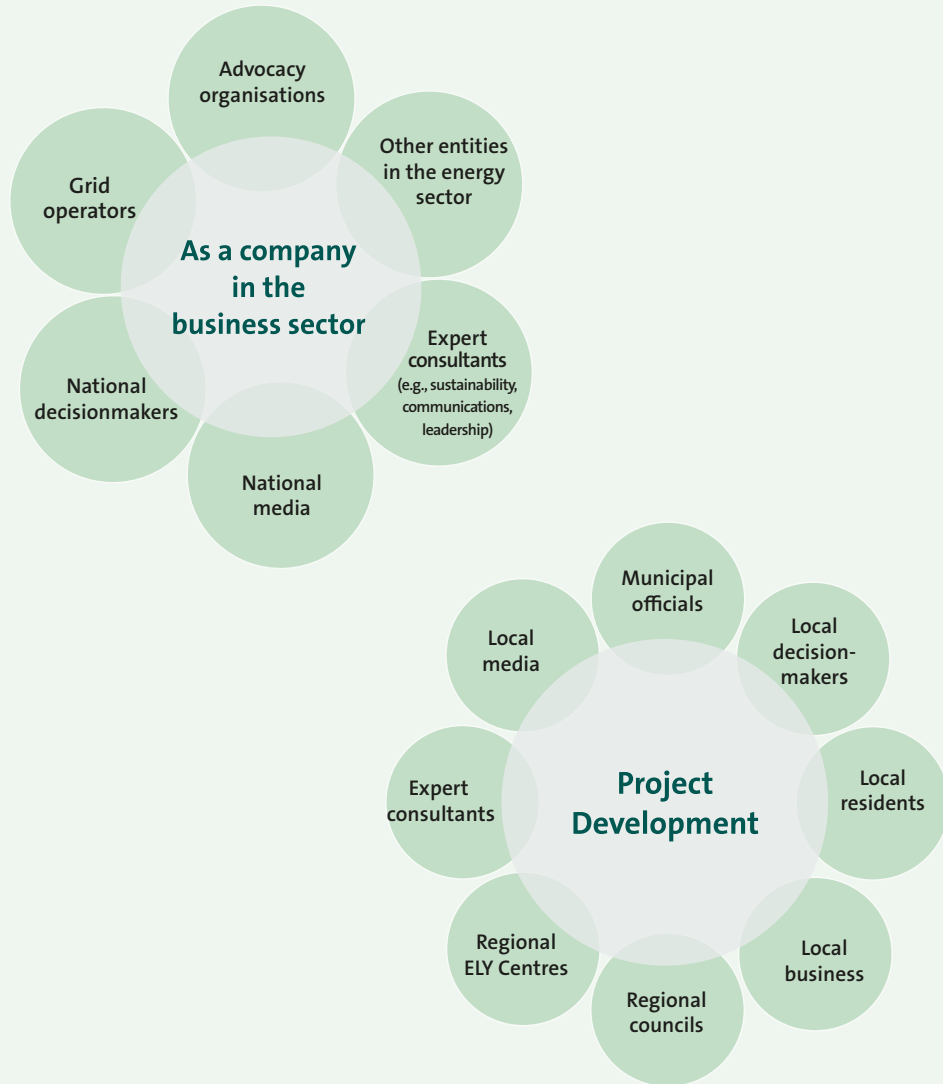 Advocacy
organisations
Other entities
in the energy
sector
Grid
operators
As a company
in the
business sector
Expert
consultants
(e.g., sustainability,
communications,
leadership)
National
decisionmakers
National
media
Municipal
officials
Local
decision-
makers
Local
media
Local
residents
Project
Development
Expert
consultants
Local
business
Regional
ELY Centres
Regional
councils